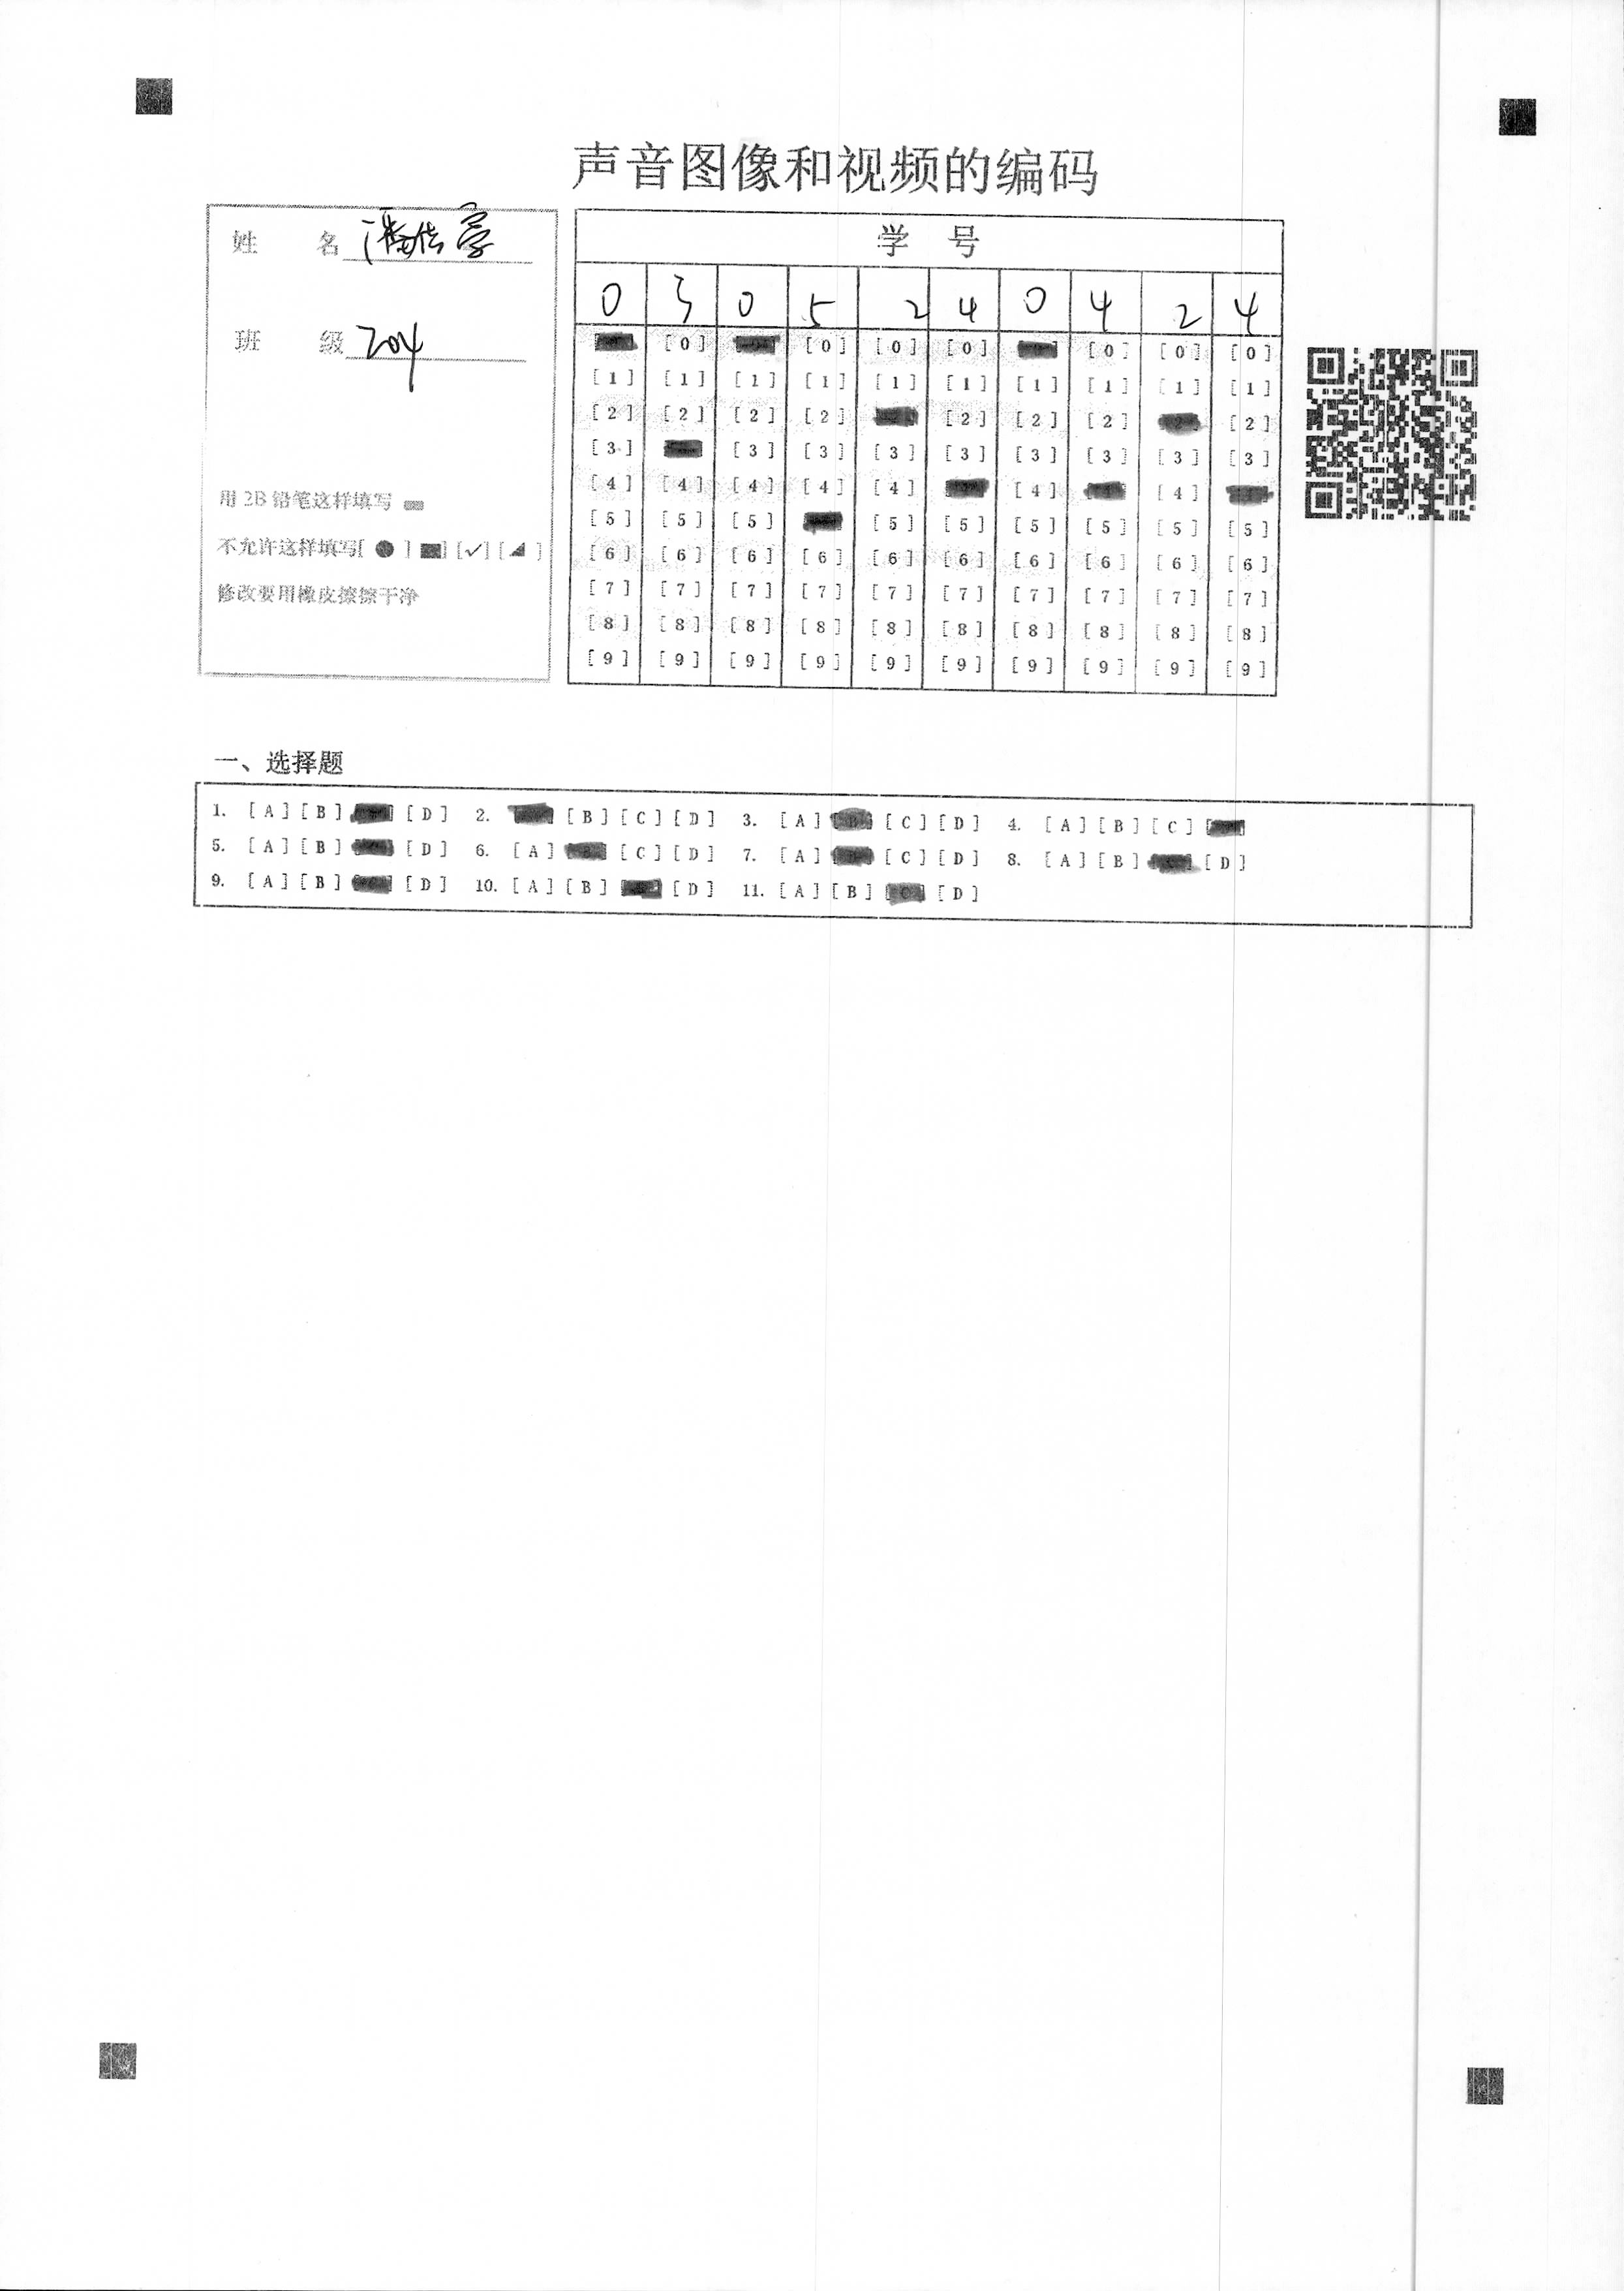 声音图像和视频的编码
姓 名
班 级 204
用 2B 铅笔这样填写
不允许这样填写[ ● ] [■] [✓] [◢ ]
修改要用橡皮擦擦干净
学 号
0 3 0 5 2 4 0 4 2 4
[0] [0] [0] [0] [0] [0] [0]
[1] [1] [1] [1] [1] [1] [1] [1] [1] [1]
[2] [2] [2] [2] [2] [2] [2] [2]
[3] [3] [3] [3] [3] [3] [3] [3] [3]
[4] [4] [4] [4] [4] [4] [4]
[5] [5] [5] [5] [5] [5] [5] [5] [5]
[6] [6] [6] [6] [6] [6] [6] [6] [6] [6]
[7] [7] [7] [7] [7] [7] [7] [7] [7] [7]
[8] [8] [8] [8] [8] [8] [8] [8] [8] [8]
[9] [9] [9] [9] [9] [9] [9] [9] [9] [9]
一、选择题
1. [A] [B] [D] 2. [B] [C] [D] 3. [A] [B] [C] [D] 4. [A] [B] [C]
5. [A] [B] [C] [D] 6. [A] [B] [C] [D] 7. [A] [B] [C] [D] 8. [A] [B] [C] [D]
9. [A] [B] [C] [D] 10. [A] [B] [D] 11. [A] [B] [C] [D]